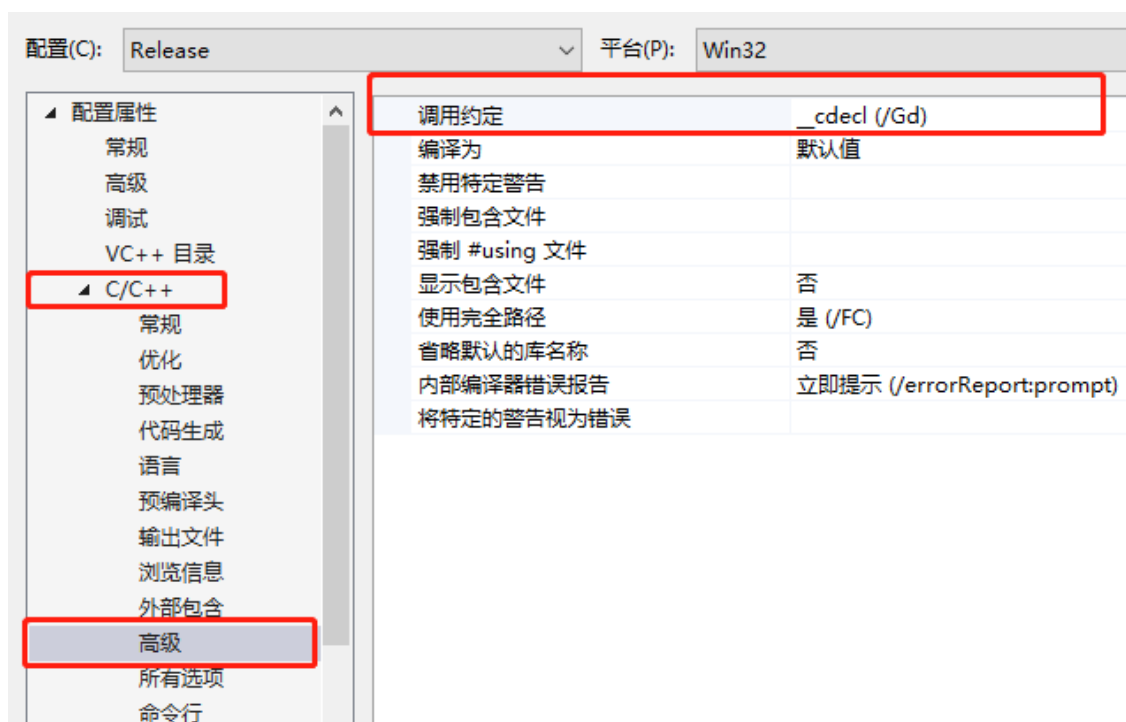 配置(C): Release 平台(P): Win32
配置属性
常规
高级
调试
VC++ 目录
C/C++
常规
优化
预处理器
代码生成
语言
预编译头
输出文件
浏览信息
外部包含
高级
所有选项
命令行
调用约定 __cdecl (/Gd)
编译为 默认值
禁用特定警告
强制包含文件
强制 #using 文件
显示包含文件 否
使用完全路径 是 (/FC)
省略默认的库名称 否
内部编译器错误报告 立即提示 (/errorReport:prompt)
将特定的警告视为错误